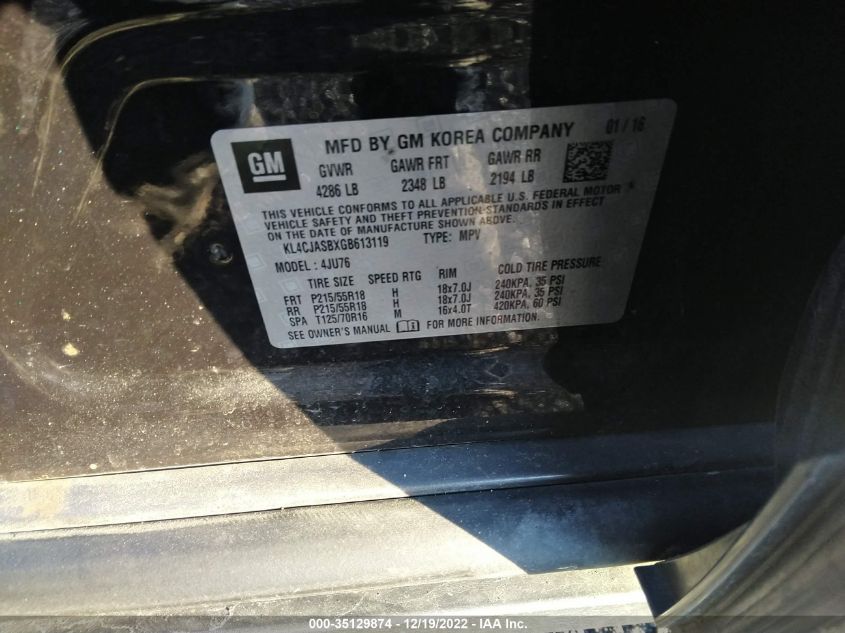 GM
MFD BY GM KOREA COMPANY 01/16
GVWR GAWR FRT GAWR RR
4286 LB 2348 LB 2194 LB
THIS VEHICLE CONFORMS TO ALL APPLICABLE U.S. FEDERAL MOTOR
VEHICLE SAFETY AND THEFT PREVENTION STANDARDS IN EFFECT
ON THE DATE OF MANUFACTURE SHOWN ABOVE.
KL4CJASBXGB613119 TYPE: MPV
MODEL: 4JU76
TIRE SIZE SPEED RTG RIM COLD TIRE PRESSURE
FRT P215/55R18 H 18x7.0J 240KPA, 35 PSI
RR P215/55R18 H 18x7.0J 240KPA, 35 PSI
SPA T125/70R16 M 16x4.0T 420KPA, 60 PSI
SEE OWNER'S MANUAL i FOR MORE INFORMATION.
000-35129874 - 12/19/2022 - IAA Inc.